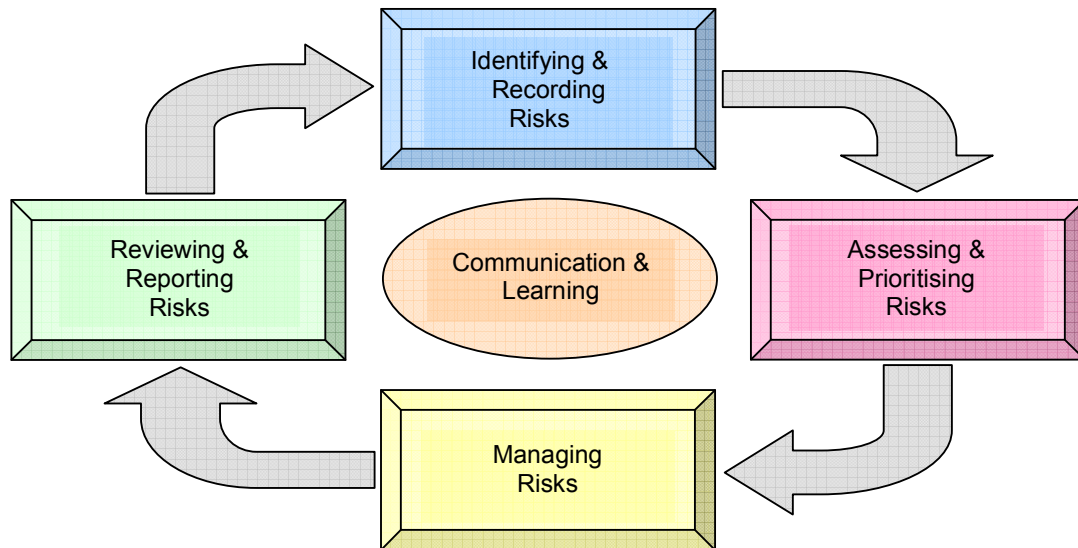 Identifying &
Recording
Risks
Reviewing &
Reporting
Risks
Communication &
Learning
Assessing &
Prioritising
Risks
Managing
Risks